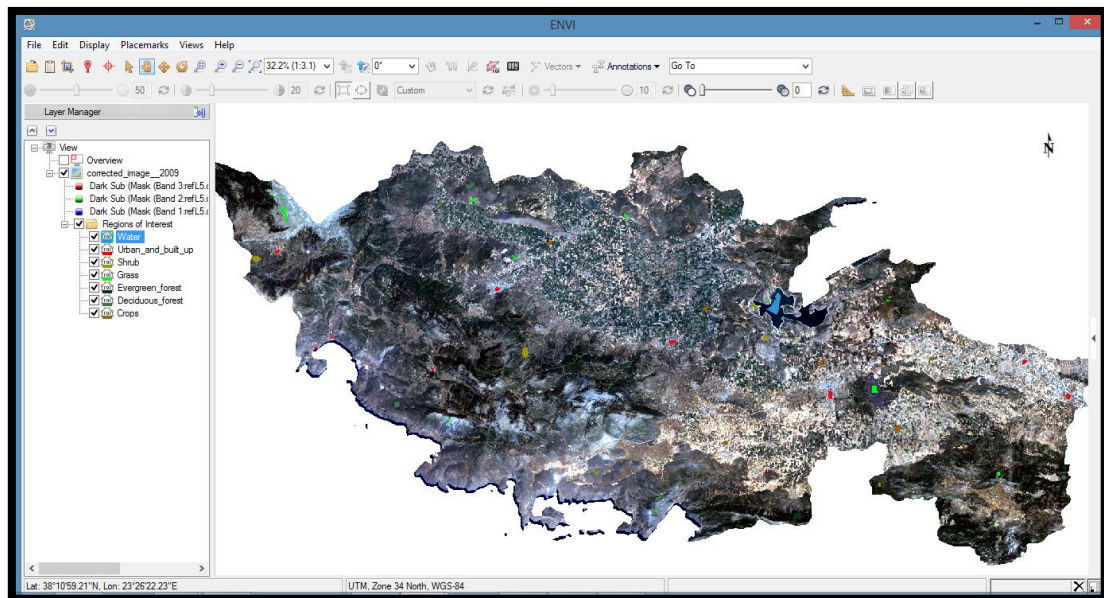 ENVI
File Edit Display Placemarks Views Help
32.2% (1:3.1) 0° Vectors Annotations Go To
50 20 Custom 10 0
Layer Manager
View
Overview
corrected_image__2009
Dark Sub (Mask (Band 3:refL5.c
Dark Sub (Mask (Band 2:refL5.c
Dark Sub (Mask (Band 1:refL5.c
Regions of Interest
Water
Urban_and_built_up
Shrub
Grass
Evergreen_forest
Deciduous_forest
Crops
N
Lat: 38°10'59.21"N, Lon: 23°26'22.23"E UTM, Zone 34 North, WGS-84